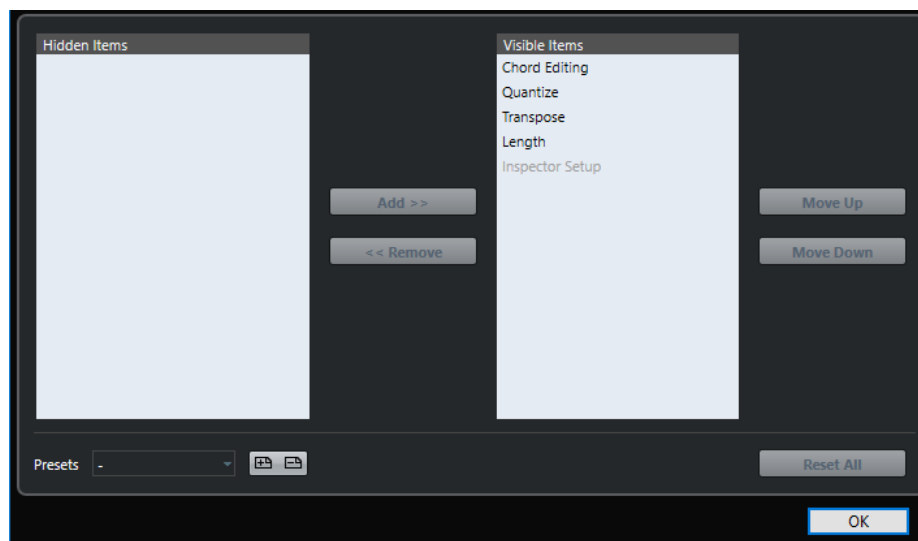 Hidden Items
Visible Items
Chord Editing
Quantize
Transpose
Length
Inspector Setup
Add >>
Move Up
<< Remove
Move Down
Presets -
Reset All
OK